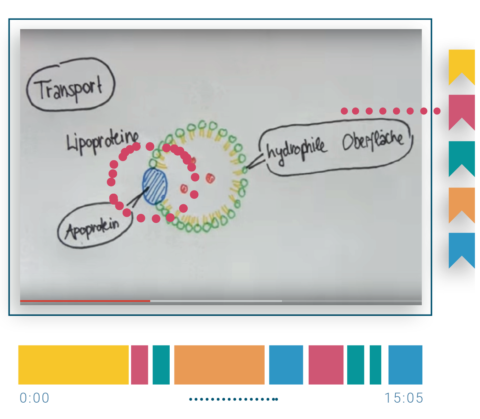 Transport
Lipoproteine
hydrophile Oberfläche
Apoprotein
0:00
15:05